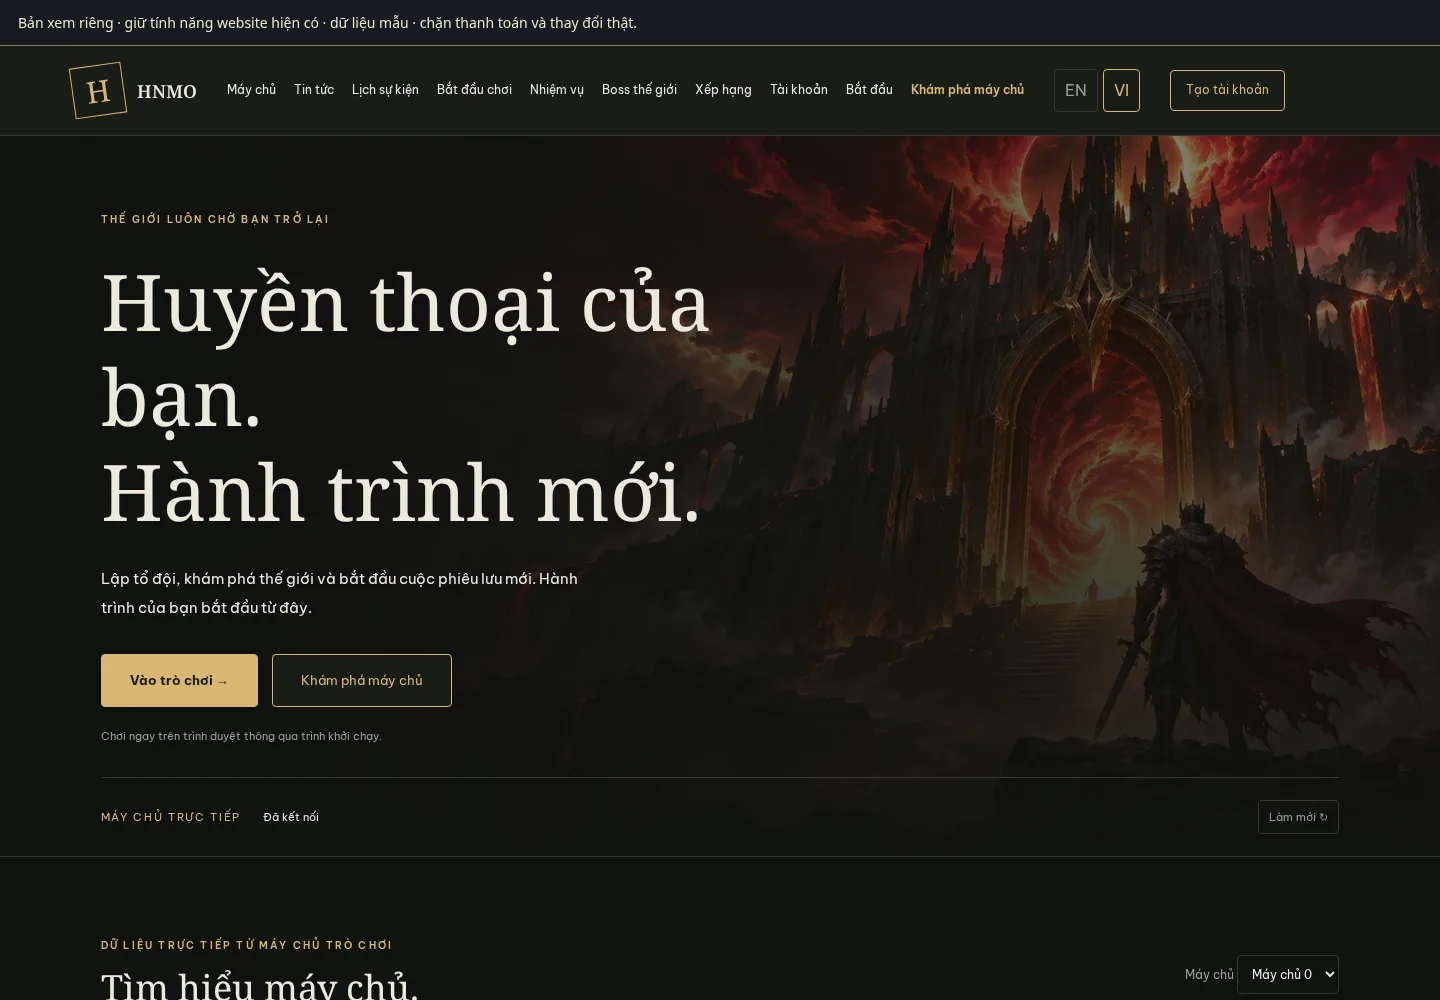 Bản xem riêng · giữ tính năng website hiện có · dữ liệu mẫu · chặn thanh toán và thay đổi thật.
H HNMO Máy chủ Tin tức Lịch sự kiện Bắt đầu chơi Nhiệm vụ Boss thế giới Xếp hạng Tài khoản Bắt đầu Khám phá máy chủ EN VI Tạo tài khoản
THẾ GIỚI LUÔN CHỜ BẠN TRỞ LẠI
Huyền thoại của
bạn.
Hành trình mới.
Lập tổ đội, khám phá thế giới và bắt đầu cuộc phiêu lưu mới. Hành
trình của bạn bắt đầu từ đây.
Vào trò chơi → Khám phá máy chủ
Chơi ngay trên trình duyệt thông qua trình khởi chạy.
MÁY CHỦ TRỰC TIẾP Đã kết nối Làm mới ↻
DỮ LIỆU TRỰC TIẾP TỪ MÁY CHỦ TRÒ CHƠI
Tìm hiểu máy chủ. Máy chủ Máy chủ 0